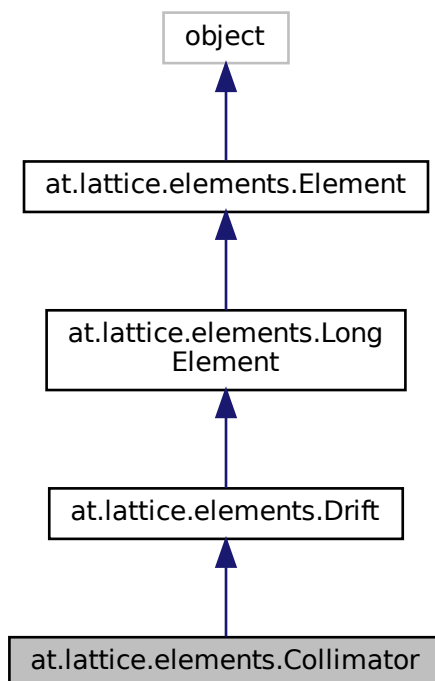 object
at.lattice.elements.Element
at.lattice.elements.Long
Element
at.lattice.elements.Drift
at.lattice.elements.Collimator